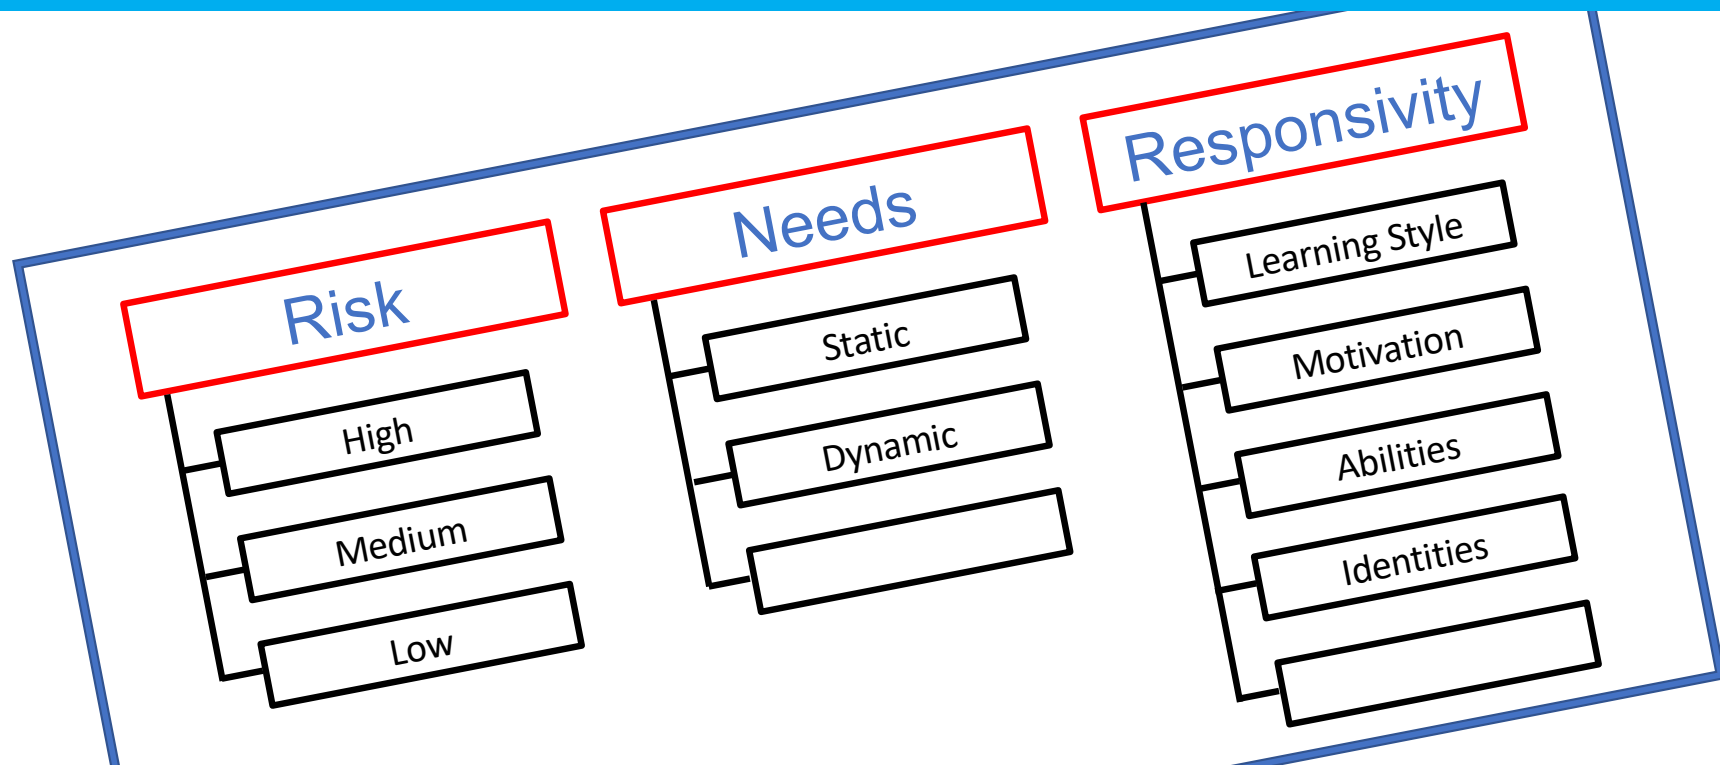 Risk
High
Medium
Low
Needs
Static
Dynamic
Responsivity
Learning Style
Motivation
Abilities
Identities